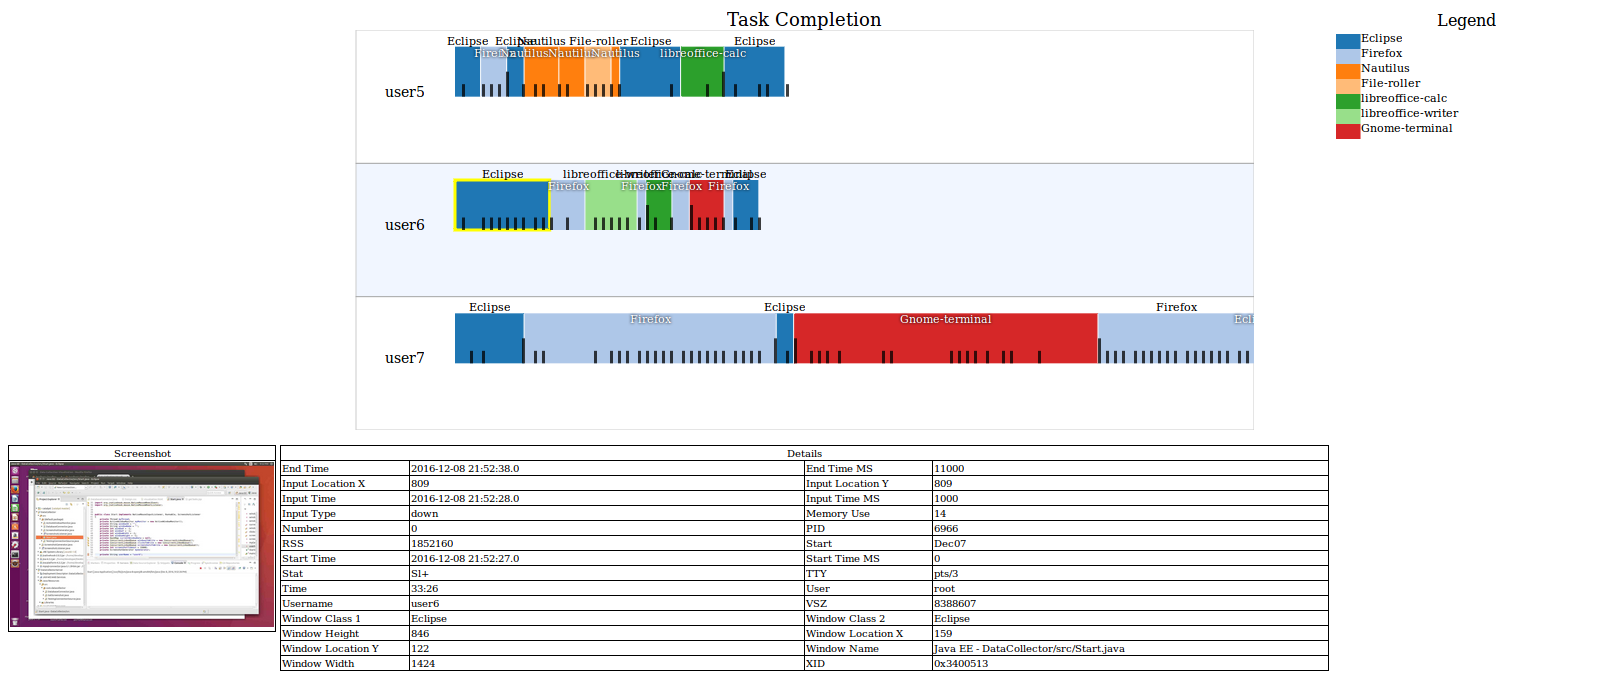 Task Completion
Legend
Eclipse
Firefox
Nautilus
File-roller
libreoffice-calc
libreoffice-writer
Gnome-terminal
Eclipse Eclipse Nautilus File-roller Eclipse Eclipse
Firefox Nautilus Nautilus Nautilus libreoffice-calc
user5
Eclipse libreoffice-writer libreoffice-calc Gnome-terminal Eclipse
Firefox Firefox Firefox Firefox
user6
Eclipse Eclipse Firefox
Firefox Gnome-terminal Ecli
user7
Screenshot
Details
End Time 2016-12-08 21:52:38.0 End Time MS 11000
Input Location X 809 Input Location Y 809
Input Time 2016-12-08 21:52:28.0 Input Time MS 1000
Input Type down Memory Use 14
Number 0 PID 6966
RSS 1852160 Start Dec07
Start Time 2016-12-08 21:52:27.0 Start Time MS 0
Stat Sl+ TTY pts/3
Time 33:26 User root
Username user6 VSZ 8388607
Window Class 1 Eclipse Window Class 2 Eclipse
Window Height 846 Window Location X 159
Window Location Y 122 Window Name Java EE - DataCollector/src/Start.java
Window Width 1424 XID 0x3400513